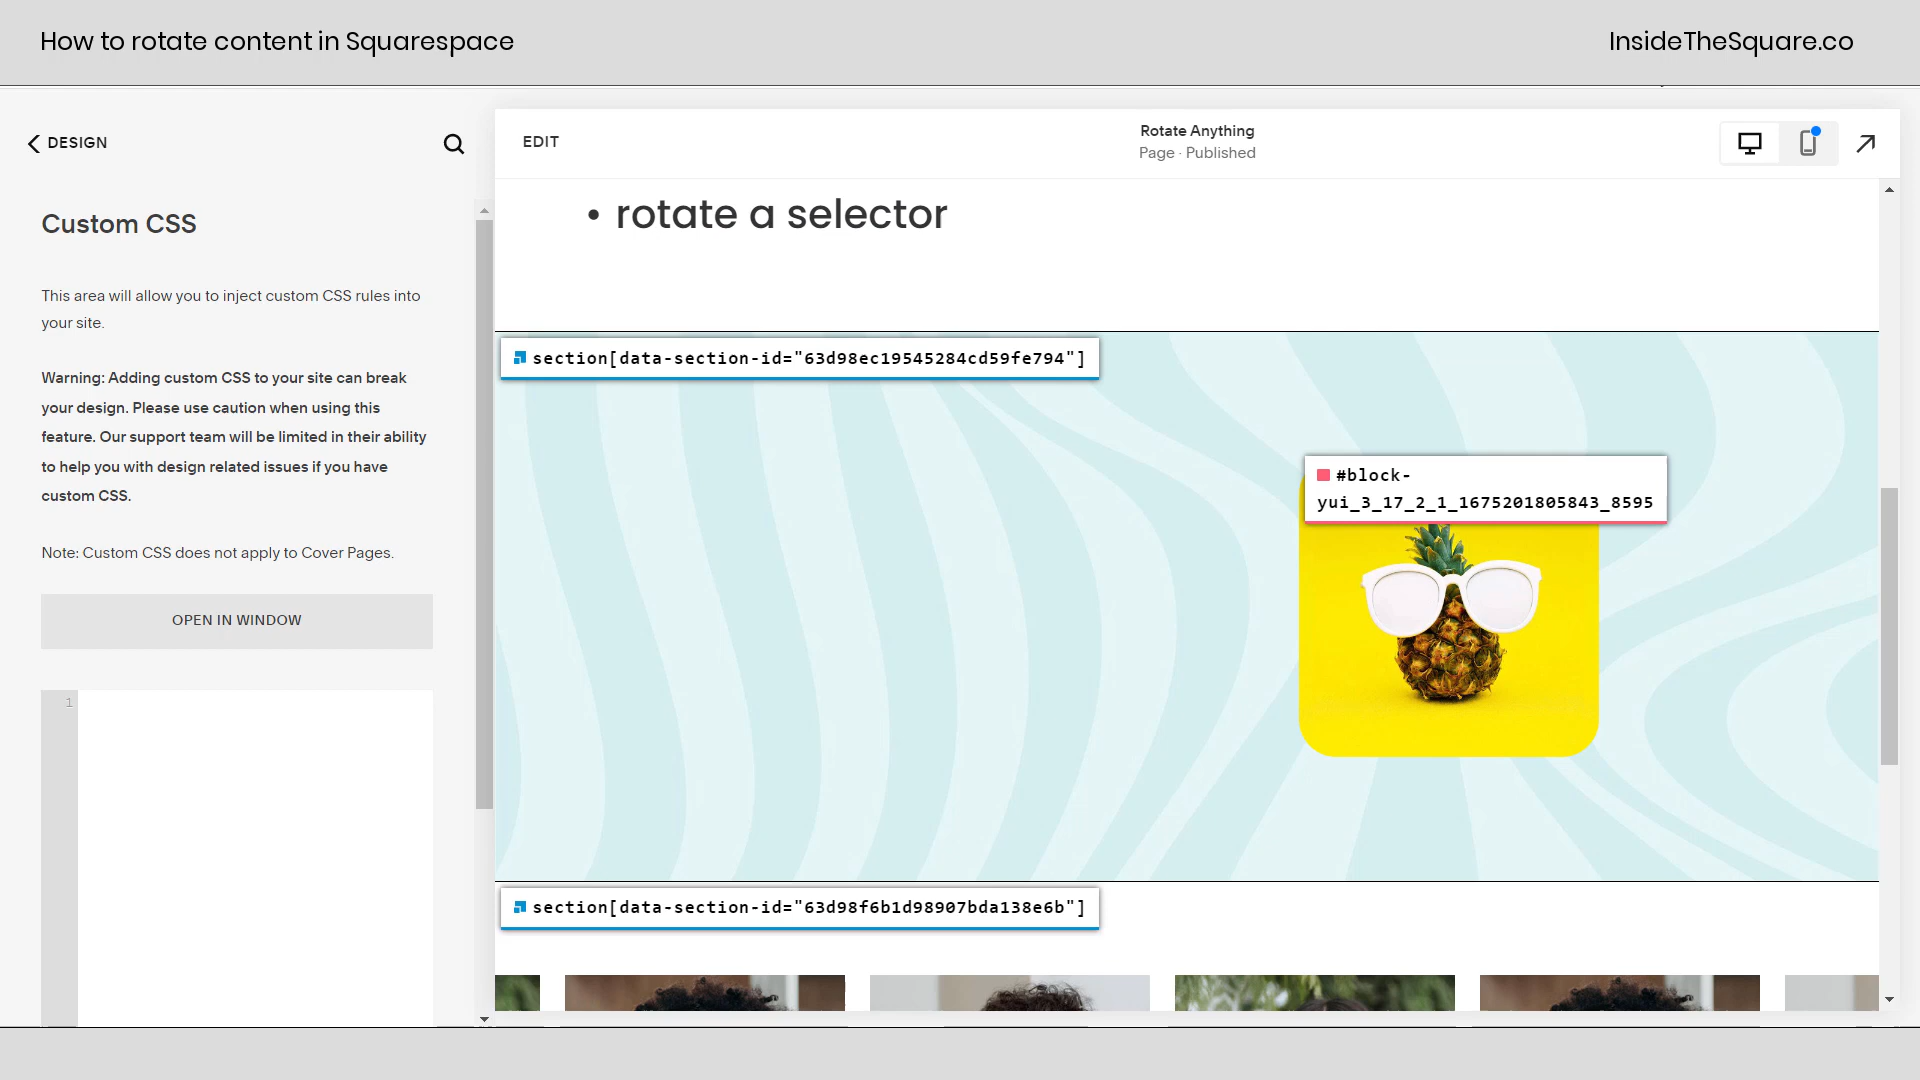 How to rotate content in Squarespace
InsideTheSquare.co
DESIGN
EDIT
Rotate Anything
Page · Published
Custom CSS
This area will allow you to inject custom CSS rules into
your site.
Warning: Adding custom CSS to your site can break
your design. Please use caution when using this
feature. Our support team will be limited in their ability
to help you with design related issues if you have
custom CSS.
Note: Custom CSS does not apply to Cover Pages.
OPEN IN WINDOW
1
• rotate a selector
section[data-section-id="63d98ec19545284cd59fe794"]
#block-
yui_3_17_2_1_1675201805843_8595
section[data-section-id="63d98f6b1d98907bda138e6b"]